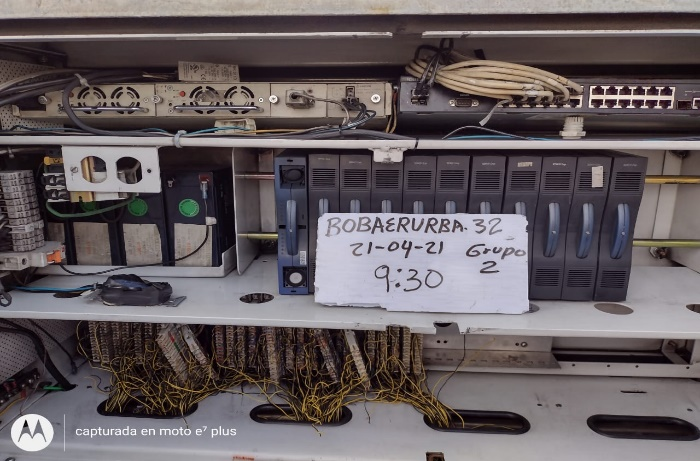 BOBAERURBA-32
21-04-21 Grupo
9:30 2
capturada en moto e⁷ plus